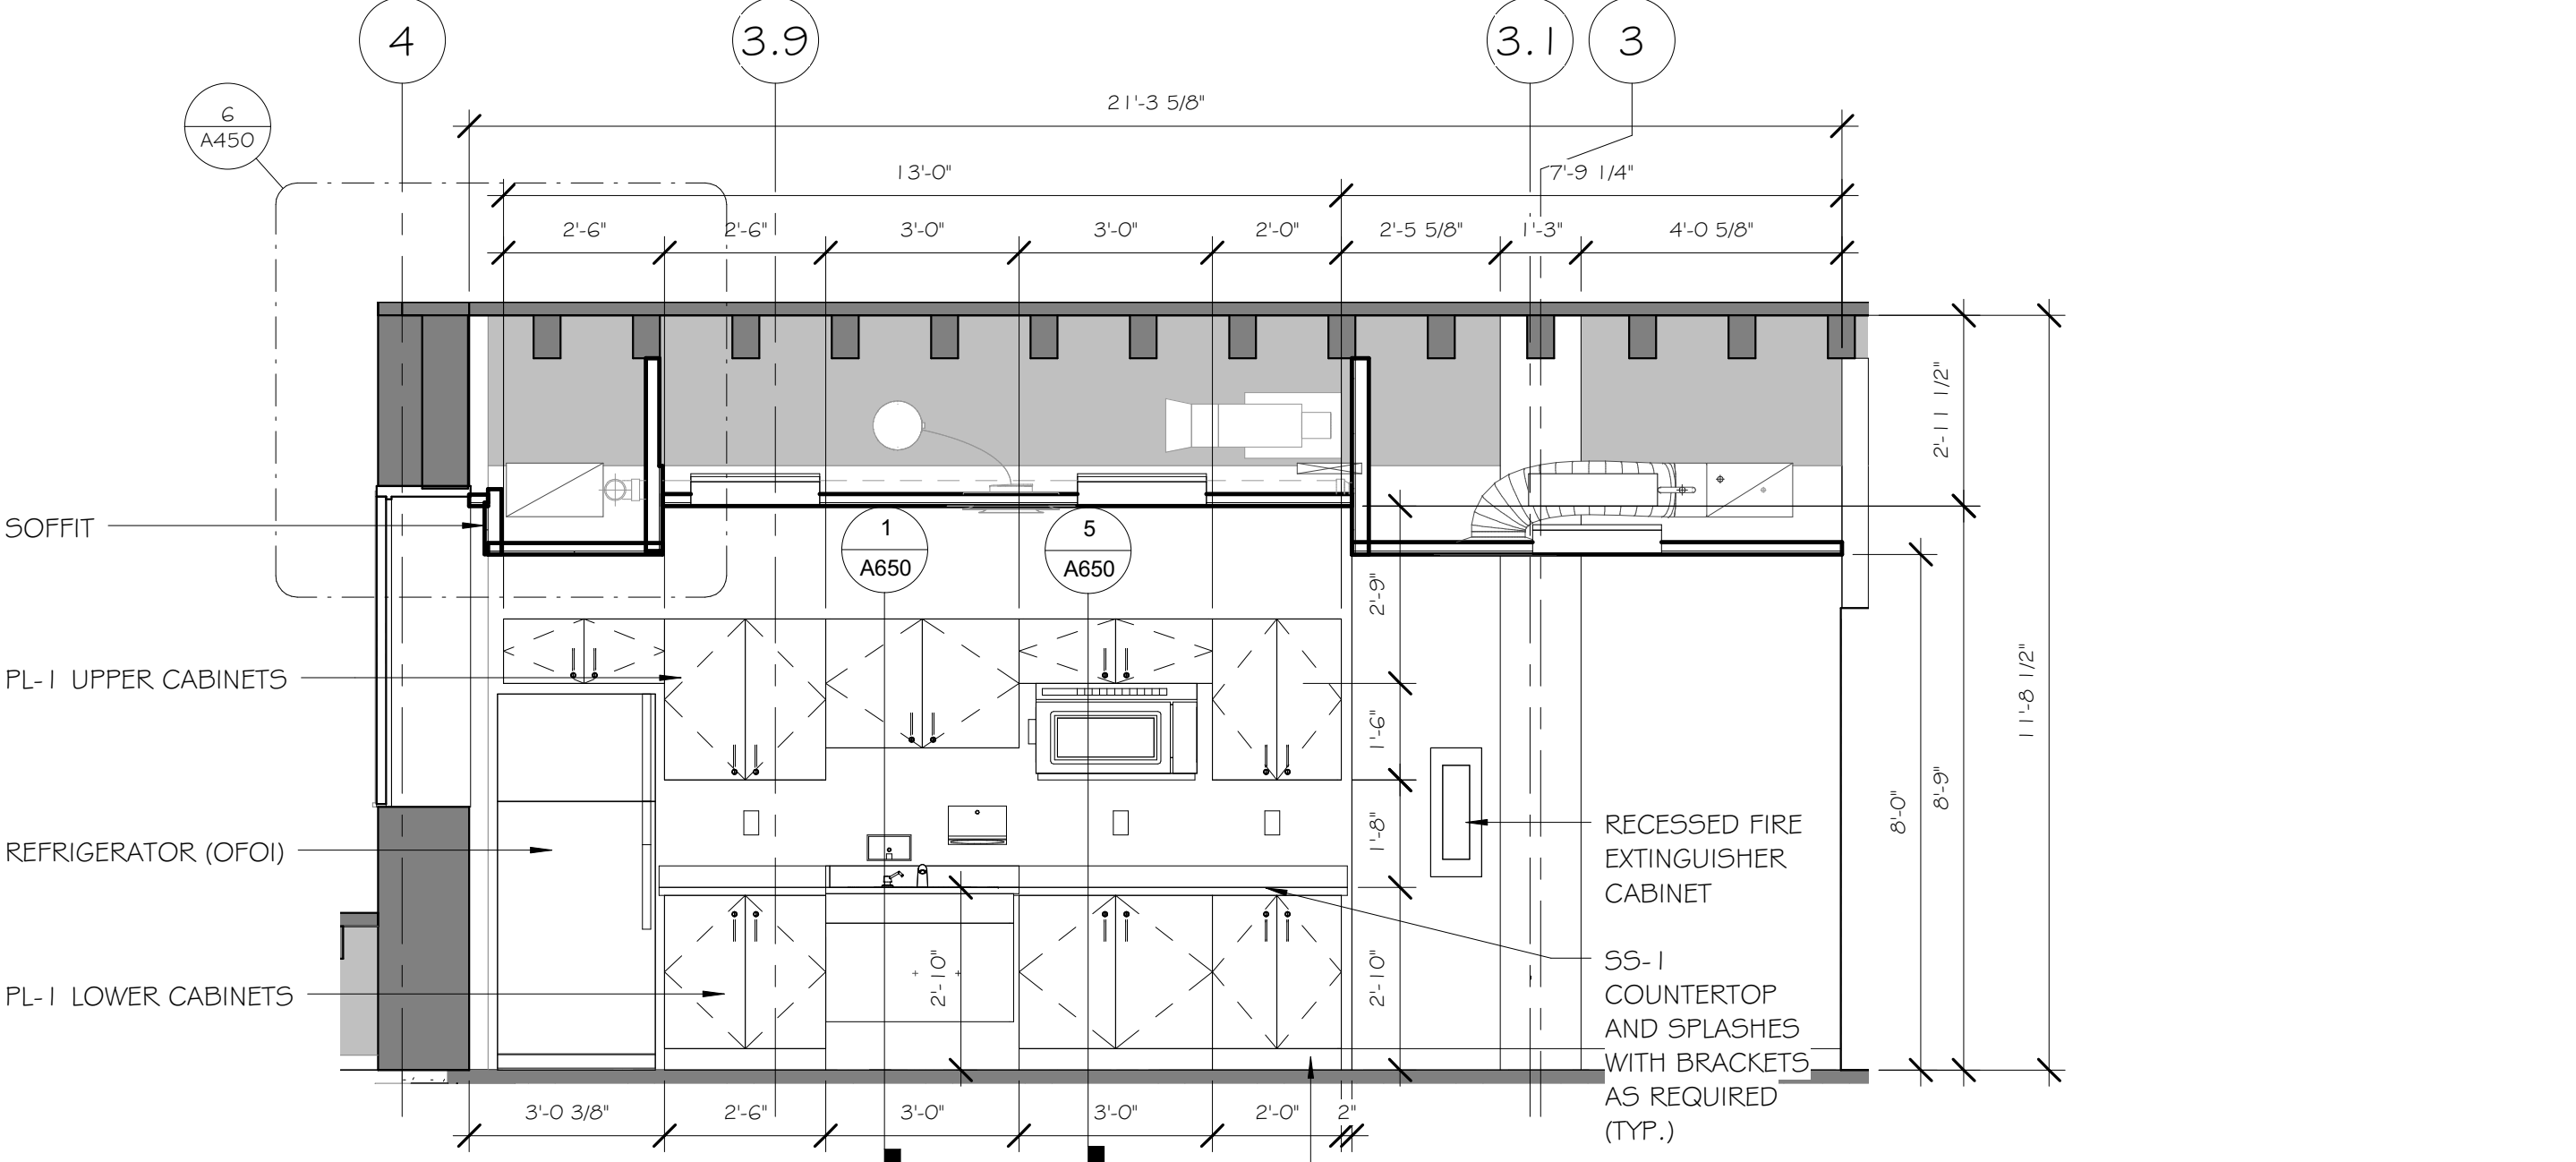 4
3.9
3.1
3
6
A450
21'-3 5/8"
13'-0"
7'-9 1/4"
2'-6"
2'-6"
3'-0"
3'-0"
2'-0"
2'-5 5/8"
1'-3"
4'-0 5/8"
2'-11 1/2"
SOFFIT
1
A650
5
A650
2'-9"
PL-1 UPPER CABINETS
1'-6"
11'-8 1/2"
8'-9"
8'-0"
1'-8"
REFRIGERATOR (OFOI)
RECESSED FIRE
EXTINGUISHER
CABINET
PL-1 LOWER CABINETS
2'-10"
2'-10"
SS-1
COUNTERTOP
AND SPLASHES
WITH BRACKETS
AS REQUIRED
(TYP.)
3'-0 3/8"
2'-6"
3'-0"
3'-0"
2'-0"
2"